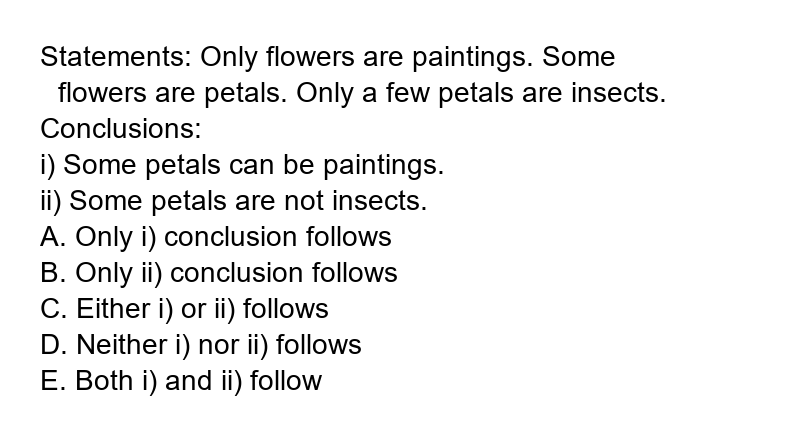 Statements: Only flowers are paintings. Some
flowers are petals. Only a few petals are insects.
Conclusions:
i) Some petals can be paintings.
ii) Some petals are not insects.
A. Only i) conclusion follows
B. Only ii) conclusion follows
C. Either i) or ii) follows
D. Neither i) nor ii) follows
E. Both i) and ii) follow